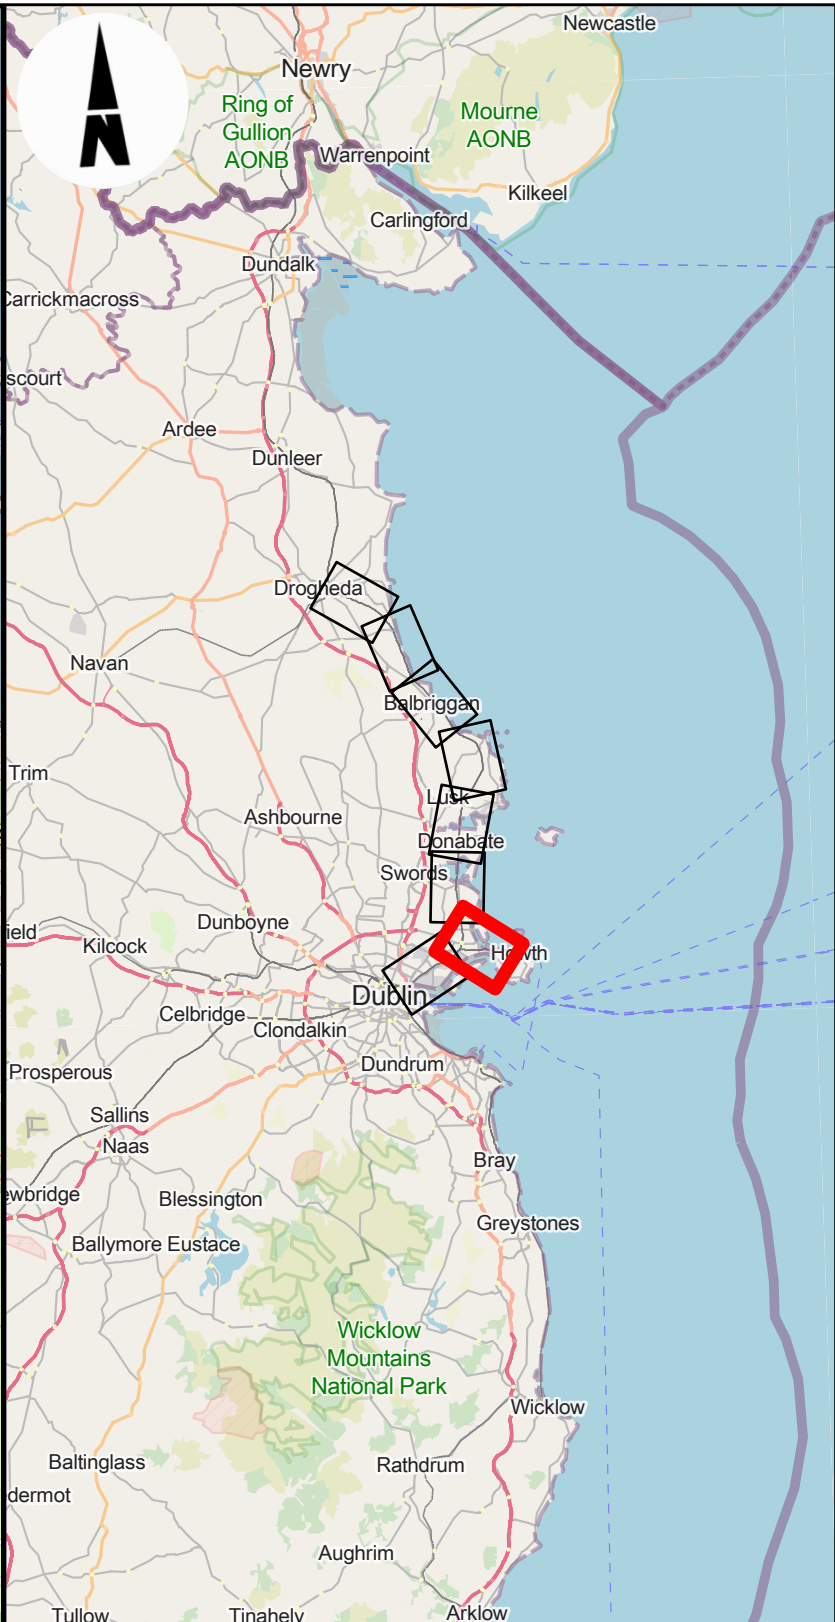 Newcastle
Newry
Ring of
Gullion
AONB
Mourne
AONB
N
Warrenpoint
Kilkeel
Carlingford
Dundalk
Carrickmacross
scourt
Ardee
Dunleer
Drogheda
Navan
Balbriggan
Trim
Lusk
Ashbourne
Donabate
Swords
Dunboyne
ield
Kilcock
Howth
Dublin
Celbridge
Clondalkin
Dundrum
Prosperous
Sallins
Naas
Bray
ewbridge
Blessington
Greystones
Ballymore Eustace
Wicklow
Mountains
National Park
Wicklow
Baltinglass
Rathdrum
dermot
Aughrim
Tullow
Tinahely
Arklow